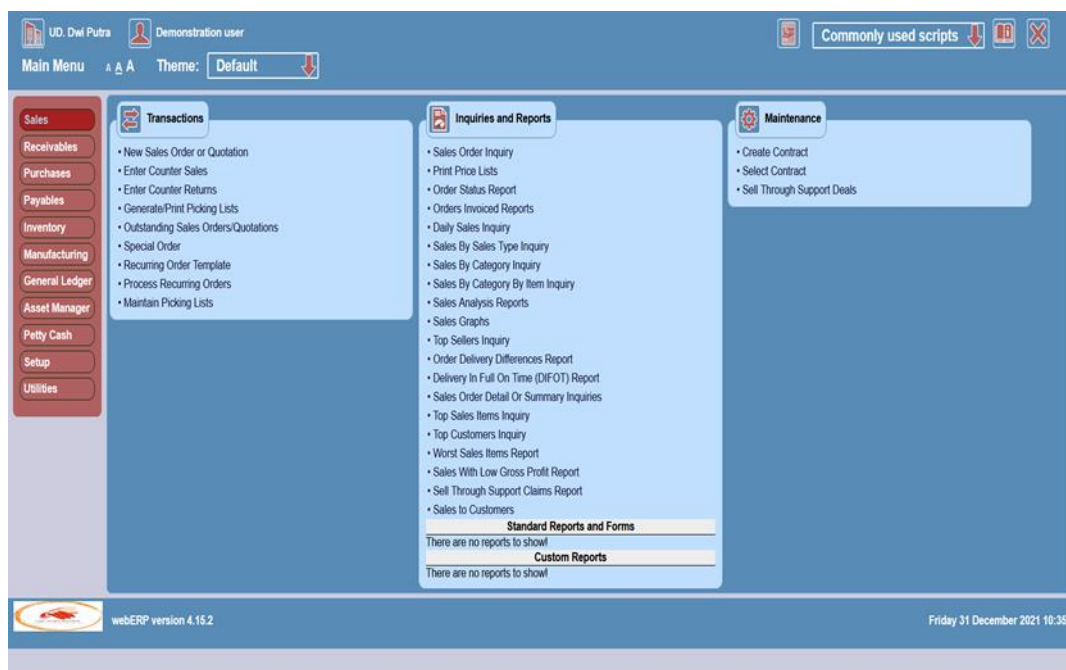 UD. Dwi Putra Demonstration user Commonly used scripts
Main Menu A A A Theme: Default
Sales
Receivables
Purchases
Payables
Inventory
Manufacturing
General Ledger
Asset Manager
Petty Cash
Setup
Utilities
Transactions
• New Sales Order or Quotation
• Enter Counter Sales
• Enter Counter Returns
• Generate/Print Picking Lists
• Outstanding Sales Orders/Quotations
• Special Order
• Recurring Order Template
• Process Recurring Orders
• Maintain Picking Lists
Inquiries and Reports
• Sales Order Inquiry
• Print Price Lists
• Order Status Report
• Orders Invoiced Reports
• Daily Sales Inquiry
• Sales By Sales Type Inquiry
• Sales By Category Inquiry
• Sales By Category By Item Inquiry
• Sales Analysis Reports
• Sales Graphs
• Top Sellers Inquiry
• Order Delivery Differences Report
• Delivery In Full On Time (DIFOT) Report
• Sales Order Detail Or Summary Inquiries
• Top Sales Items Inquiry
• Top Customers Inquiry
• Worst Sales Items Report
• Sales With Low Gross Profit Report
• Sell Through Support Claims Report
• Sales to Customers
Standard Reports and Forms
There are no reports to show!
Custom Reports
There are no reports to show!
Maintenance
• Create Contract
• Select Contract
• Sell Through Support Deals
webERP version 4.15.2 Friday 31 December 2021 10:35